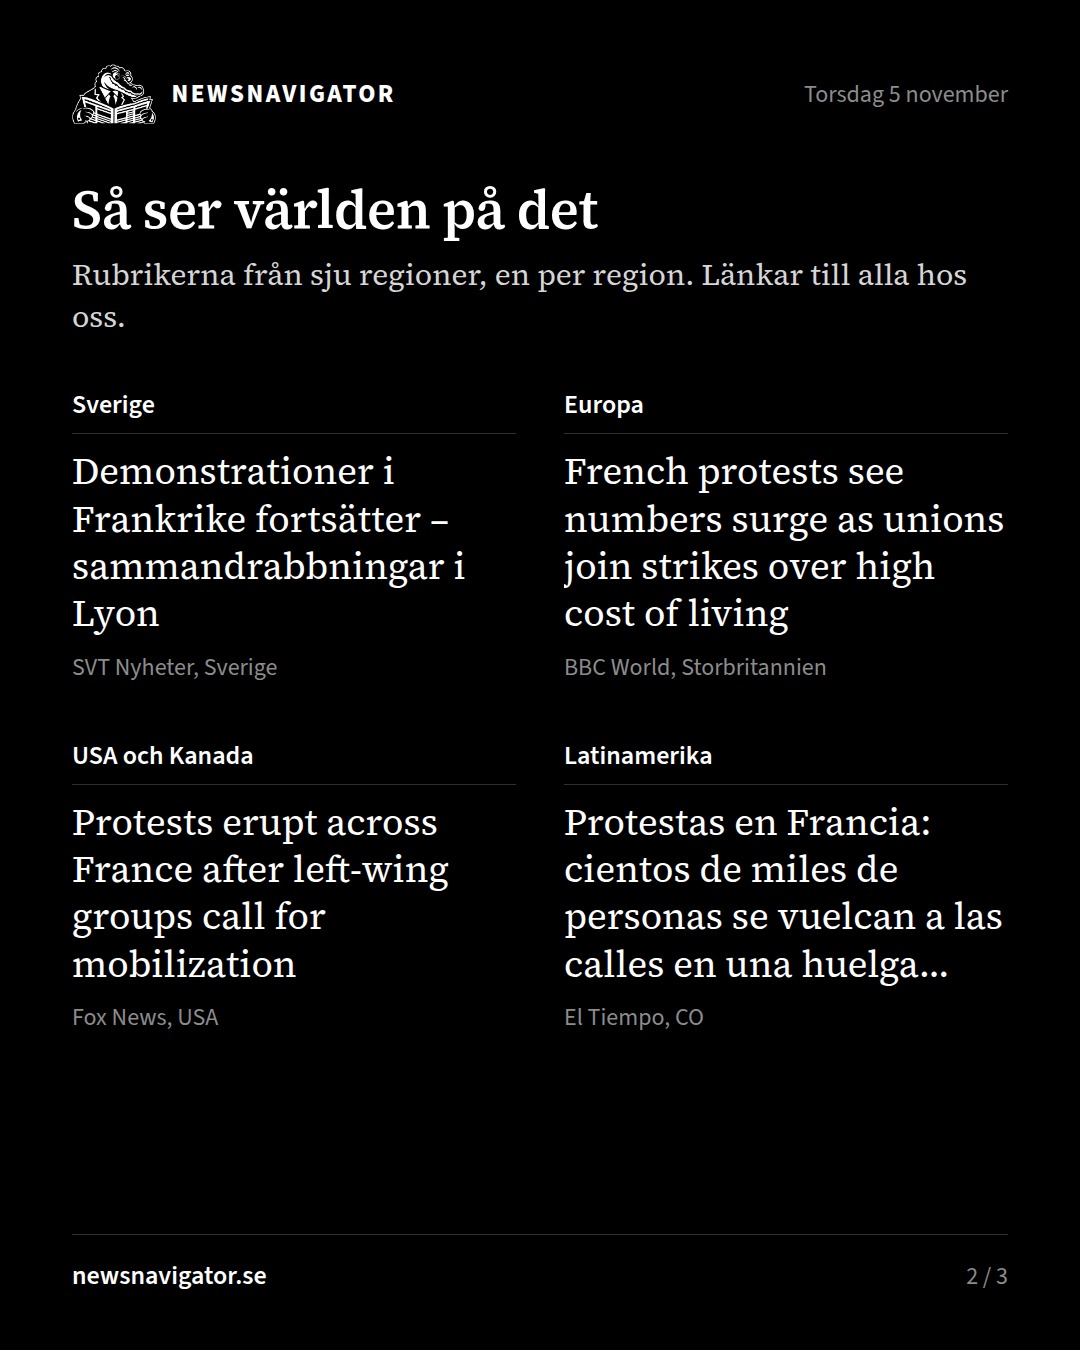 NEWSNAVIGATOR
Torsdag 5 november
Så ser världen på det
Rubrikerna från sju regioner, en per region. Länkar till alla hos
oss.
Sverige
Demonstrationer i
Frankrike fortsätter –
sammandrabbningar i
Lyon
SVT Nyheter, Sverige
Europa
French protests see
numbers surge as unions
join strikes over high
cost of living
BBC World, Storbritannien
USA och Kanada
Protests erupt across
France after left-wing
groups call for
mobilization
Fox News, USA
Latinamerika
Protestas en Francia:
cientos de miles de
personas se vuelcan a las
calles en una huelga...
El Tiempo, CO
newsnavigator.se
2 / 3